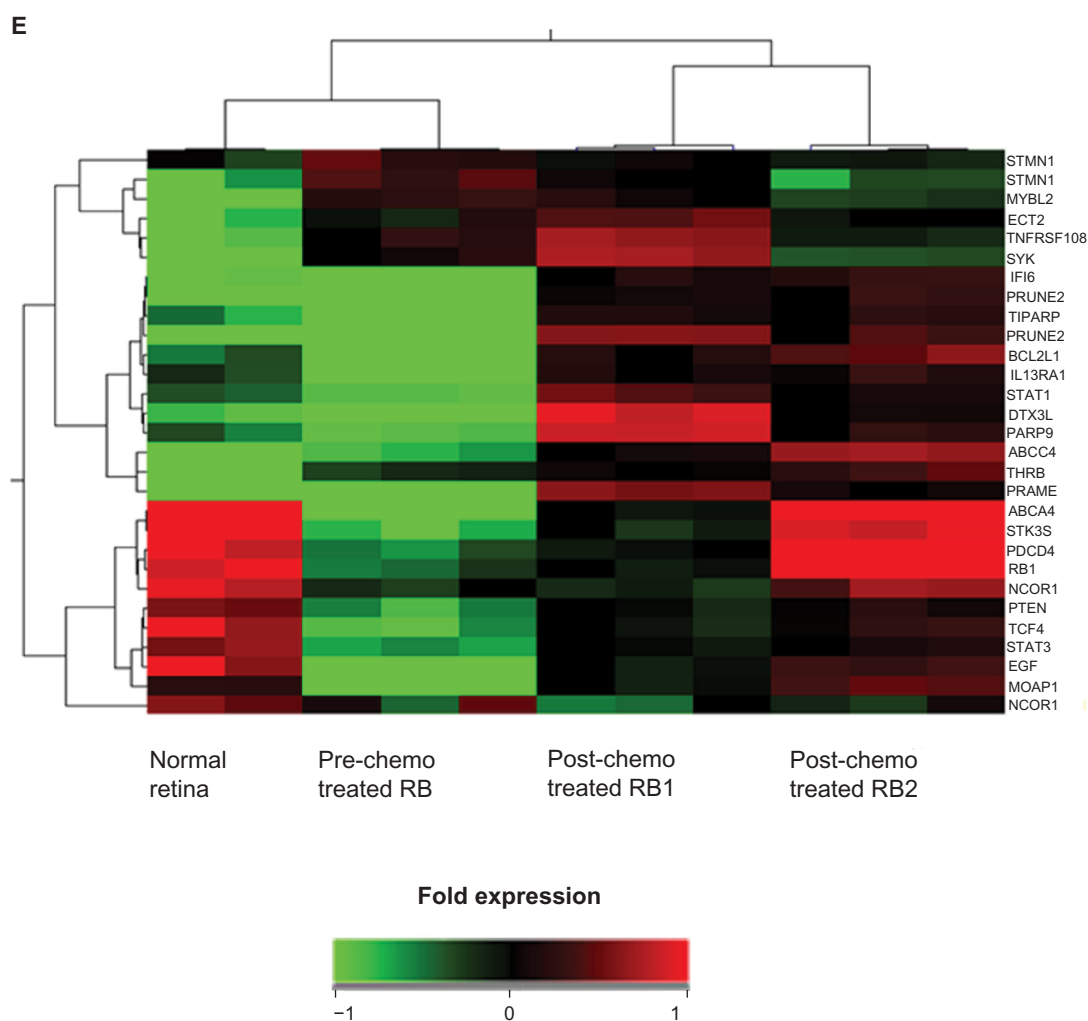 E
STMN1
STMN1
MYBL2
ECT2
TNFRSF108
SYK
IFI6
PRUNE2
TIPARP
PRUNE2
BCL2L1
IL13RA1
STAT1
DTX3L
PARP9
ABCC4
THRB
PRAME
ABCA4
STK3S
PDCD4
RB1
NCOR1
PTEN
TCF4
STAT3
EGF
MOAP1
NCOR1
Normal
retina
Pre-chemo
treated RB
Post-chemo
treated RB1
Post-chemo
treated RB2
Fold expression
−1 0 1